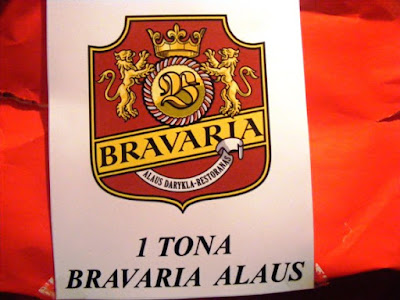 B
BRAVARIA
ALAUS DARYKLA-RESTORANAS
1 TONA
BRAVARIA ALAUS